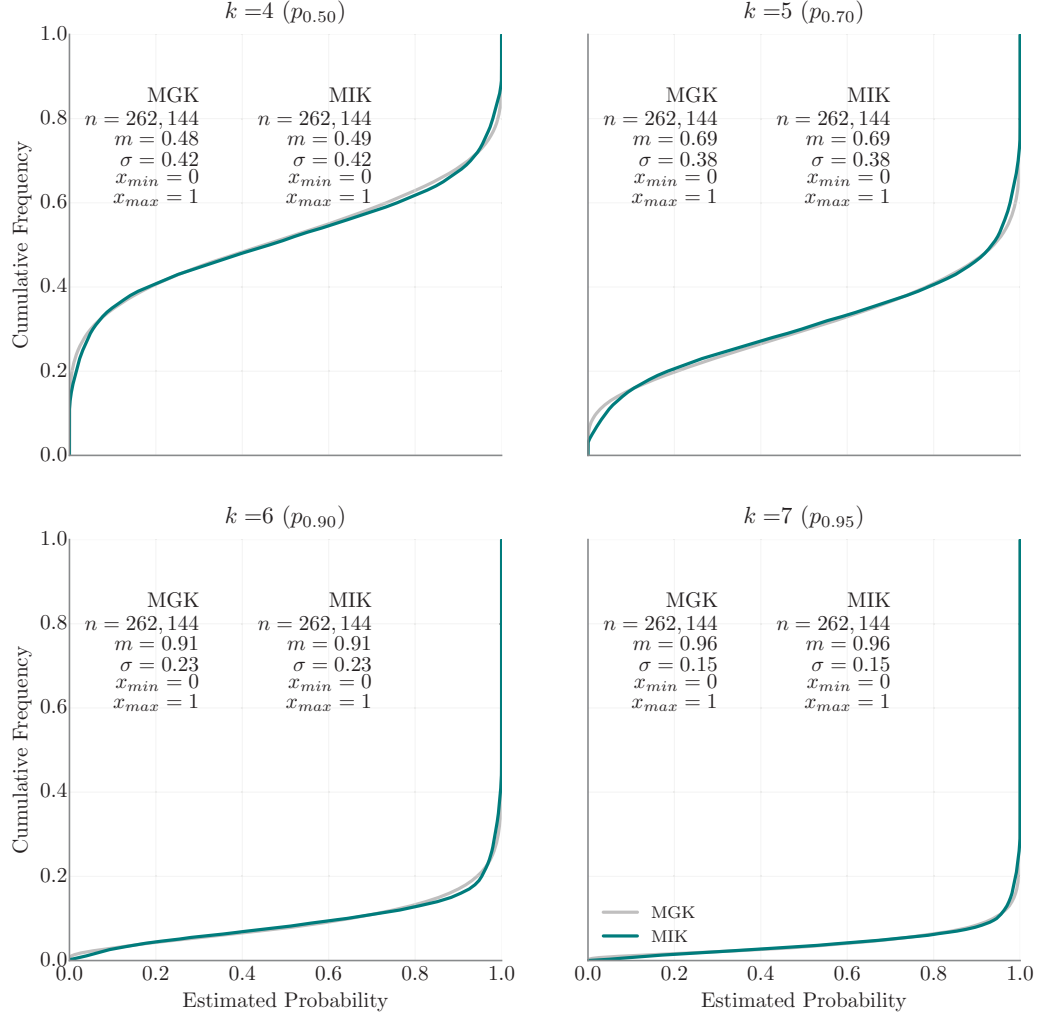 k =4 (p0.50)
k =5 (p0.70)
Cumulative Frequency
1.0
0.8
0.6
0.4
0.2
0.0
MGK MIK
n = 262, 144 n = 262, 144
m = 0.48 m = 0.49
σ = 0.42 σ = 0.42
xmin = 0 xmin = 0
xmax = 1 xmax = 1
MGK MIK
n = 262, 144 n = 262, 144
m = 0.69 m = 0.69
σ = 0.38 σ = 0.38
xmin = 0 xmin = 0
xmax = 1 xmax = 1
k =6 (p0.90)
k =7 (p0.95)
Cumulative Frequency
1.0
0.8
0.6
0.4
0.2
0.0
MGK MIK
n = 262, 144 n = 262, 144
m = 0.91 m = 0.91
σ = 0.23 σ = 0.23
xmin = 0 xmin = 0
xmax = 1 xmax = 1
MGK MIK
n = 262, 144 n = 262, 144
m = 0.96 m = 0.96
σ = 0.15 σ = 0.15
xmin = 0 xmin = 0
xmax = 1 xmax = 1
MGK
MIK
0.0 0.2 0.4 0.6 0.8 1.0
0.0 0.2 0.4 0.6 0.8 1.0
Estimated Probability
Estimated Probability